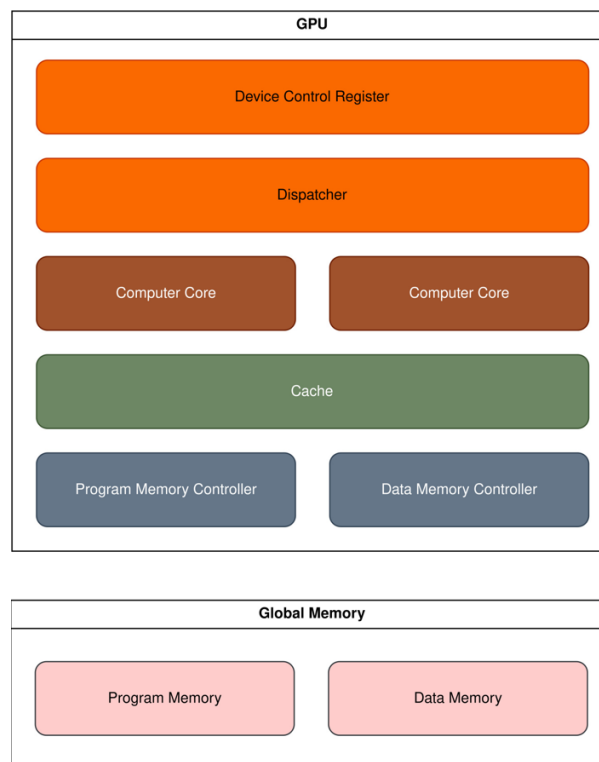 GPU
Device Control Register
Dispatcher
Computer Core
Computer Core
Cache
Program Memory Controller
Data Memory Controller
Global Memory
Program Memory
Data Memory